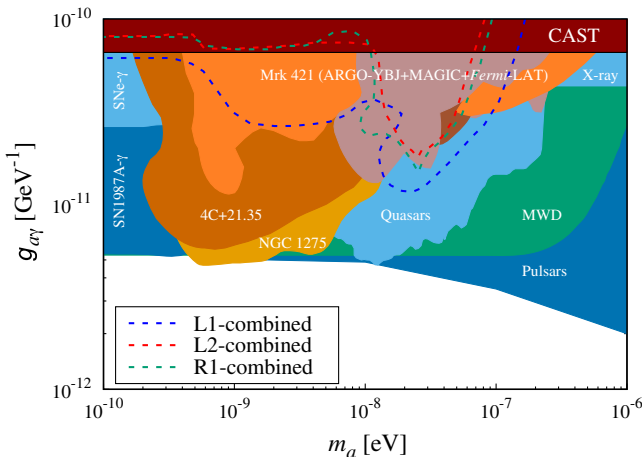 10^-10
CAST
Mrk 421 (ARGO-YBJ+MAGIC+Fermi-LAT)
X-ray
SNe-γ
SN1987A-γ
10^-11
4C+21.35
Quasars
MWD
NGC 1275
Pulsars
g_aγ [GeV^-1]
L1-combined
L2-combined
R1-combined
10^-12
10^-10
10^-9
10^-8
10^-7
10^-6
m_a [eV]